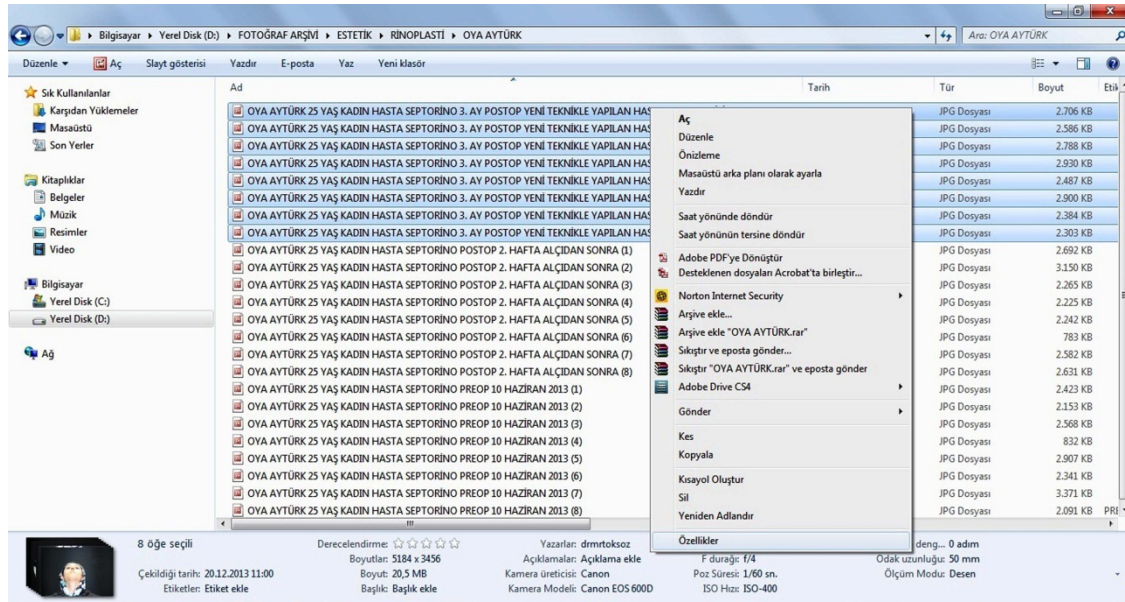 Bilgisayar ▸ Yerel Disk (D:) ▸ FOTOĞRAF ARŞİVİ ▸ ESTETİK ▸ RİNOPLASTİ ▸ OYA AYTÜRK
Ara: OYA AYTÜRK
Düzenle Aç Slayt gösterisi Yazdır E-posta Yaz Yeni klasör
Ad Tarih Tür Boyut Etik
Sık Kullanılanlar
Karşıdan Yüklemeler
Masaüstü
Son Yerler
Kitaplıklar
Belgeler
Müzik
Resimler
Video
Bilgisayar
Yerel Disk (C:)
Yerel Disk (D:)
Ağ
OYA AYTÜRK 25 YAŞ KADIN HASTA SEPTORİNO 3. AY POSTOP YENİ TEKNİKLE YAPILAN HAS JPG Dosyası 2.706 KB
OYA AYTÜRK 25 YAŞ KADIN HASTA SEPTORİNO 3. AY POSTOP YENİ TEKNİKLE YAPILAN HAS JPG Dosyası 2.586 KB
OYA AYTÜRK 25 YAŞ KADIN HASTA SEPTORİNO 3. AY POSTOP YENİ TEKNİKLE YAPILAN HAS JPG Dosyası 2.788 KB
OYA AYTÜRK 25 YAŞ KADIN HASTA SEPTORİNO 3. AY POSTOP YENİ TEKNİKLE YAPILAN HAS JPG Dosyası 2.930 KB
OYA AYTÜRK 25 YAŞ KADIN HASTA SEPTORİNO 3. AY POSTOP YENİ TEKNİKLE YAPILAN HAS JPG Dosyası 2.487 KB
OYA AYTÜRK 25 YAŞ KADIN HASTA SEPTORİNO 3. AY POSTOP YENİ TEKNİKLE YAPILAN HAS JPG Dosyası 2.900 KB
OYA AYTÜRK 25 YAŞ KADIN HASTA SEPTORİNO 3. AY POSTOP YENİ TEKNİKLE YAPILAN HAS JPG Dosyası 2.384 KB
OYA AYTÜRK 25 YAŞ KADIN HASTA SEPTORİNO 3. AY POSTOP YENİ TEKNİKLE YAPILAN HAS JPG Dosyası 2.303 KB
OYA AYTÜRK 25 YAŞ KADIN HASTA SEPTORİNO POSTOP 2. HAFTA ALÇIDAN SONRA (1) JPG Dosyası 2.692 KB
OYA AYTÜRK 25 YAŞ KADIN HASTA SEPTORİNO POSTOP 2. HAFTA ALÇIDAN SONRA (2) JPG Dosyası 3.150 KB
OYA AYTÜRK 25 YAŞ KADIN HASTA SEPTORİNO POSTOP 2. HAFTA ALÇIDAN SONRA (3) JPG Dosyası 2.265 KB
OYA AYTÜRK 25 YAŞ KADIN HASTA SEPTORİNO POSTOP 2. HAFTA ALÇIDAN SONRA (4) JPG Dosyası 2.225 KB
OYA AYTÜRK 25 YAŞ KADIN HASTA SEPTORİNO POSTOP 2. HAFTA ALÇIDAN SONRA (5) JPG Dosyası 2.242 KB
OYA AYTÜRK 25 YAŞ KADIN HASTA SEPTORİNO POSTOP 2. HAFTA ALÇIDAN SONRA (6) JPG Dosyası 783 KB
OYA AYTÜRK 25 YAŞ KADIN HASTA SEPTORİNO POSTOP 2. HAFTA ALÇIDAN SONRA (7) JPG Dosyası 2.582 KB
OYA AYTÜRK 25 YAŞ KADIN HASTA SEPTORİNO POSTOP 2. HAFTA ALÇIDAN SONRA (8) JPG Dosyası 2.631 KB
OYA AYTÜRK 25 YAŞ KADIN HASTA SEPTORİNO PREOP 10 HAZİRAN 2013 (1) JPG Dosyası 2.423 KB
OYA AYTÜRK 25 YAŞ KADIN HASTA SEPTORİNO PREOP 10 HAZİRAN 2013 (2) JPG Dosyası 2.153 KB
OYA AYTÜRK 25 YAŞ KADIN HASTA SEPTORİNO PREOP 10 HAZİRAN 2013 (3) JPG Dosyası 2.568 KB
OYA AYTÜRK 25 YAŞ KADIN HASTA SEPTORİNO PREOP 10 HAZİRAN 2013 (4) JPG Dosyası 832 KB
OYA AYTÜRK 25 YAŞ KADIN HASTA SEPTORİNO PREOP 10 HAZİRAN 2013 (5) JPG Dosyası 2.907 KB
OYA AYTÜRK 25 YAŞ KADIN HASTA SEPTORİNO PREOP 10 HAZİRAN 2013 (6) JPG Dosyası 2.341 KB
OYA AYTÜRK 25 YAŞ KADIN HASTA SEPTORİNO PREOP 10 HAZİRAN 2013 (7) JPG Dosyası 3.371 KB
OYA AYTÜRK 25 YAŞ KADIN HASTA SEPTORİNO PREOP 10 HAZİRAN 2013 (8) JPG Dosyası 2.091 KB PRE
Aç
Düzenle
Önizleme
Masaüstü arka planı olarak ayarla
Yazdır
Saat yönünde döndür
Saat yönünün tersine döndür
Adobe PDF'ye Dönüştür
Desteklenen dosyaları Acrobat'ta birleştir...
Norton Internet Security
Arşive ekle...
Arşive ekle "OYA AYTÜRK.rar"
Sıkıştır ve eposta gönder...
Sıkıştır "OYA AYTÜRK.rar" ve eposta gönder
Adobe Drive CS4
Gönder
Kes
Kopyala
Kısayol Oluştur
Sil
Yeniden Adlandır
Özellikler
8 öğe seçili Derecelendirme: Yazarlar: drmrtoksoz deng... 0 adım
Boyutlar: 5184 x 3456 Açıklamalar: Açıklama ekle F durağı: f/4 Odak uzunluğu: 50 mm
Çekildiği tarih: 20.12.2013 11:00 Boyut: 20,5 MB Kamera üreticisi: Canon Poz Süresi: 1/60 sn. Ölçüm Modu: Desen
Etiketler: Etiket ekle Başlık: Başlık ekle Kamera Modeli: Canon EOS 600D ISO Hızı: ISO-400